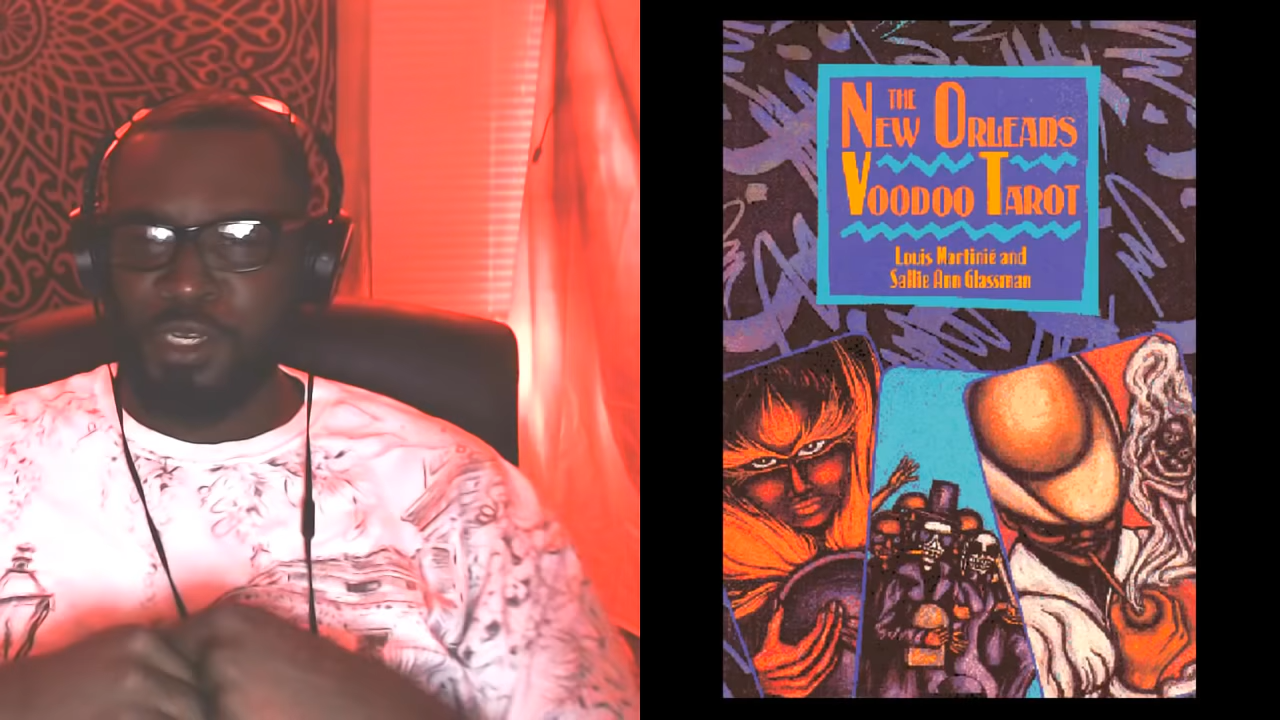 THE
NEW ORLEANS
VOODOO TAROT
Louis Martinié and
Sallie Ann Glassman